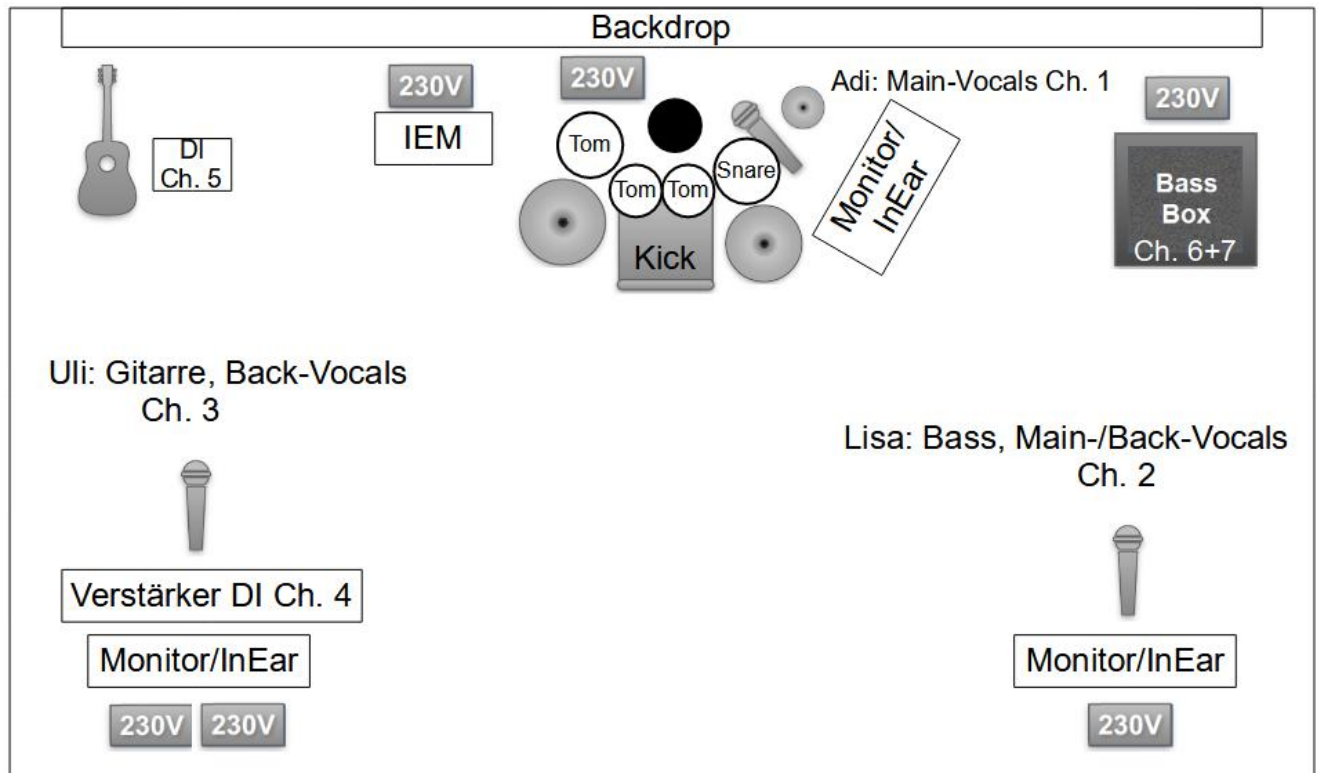 Backdrop
230V
230V
Adi: Main-Vocals Ch. 1
230V
IEM
DI
Ch. 5
Tom
Tom
Tom
Snare
Kick
Monitor/
InEar
Bass
Box
Ch. 6+7
Uli: Gitarre, Back-Vocals
Ch. 3
Lisa: Bass, Main-/Back-Vocals
Ch. 2
Verstärker DI Ch. 4
Monitor/InEar
Monitor/InEar
230V
230V
230V